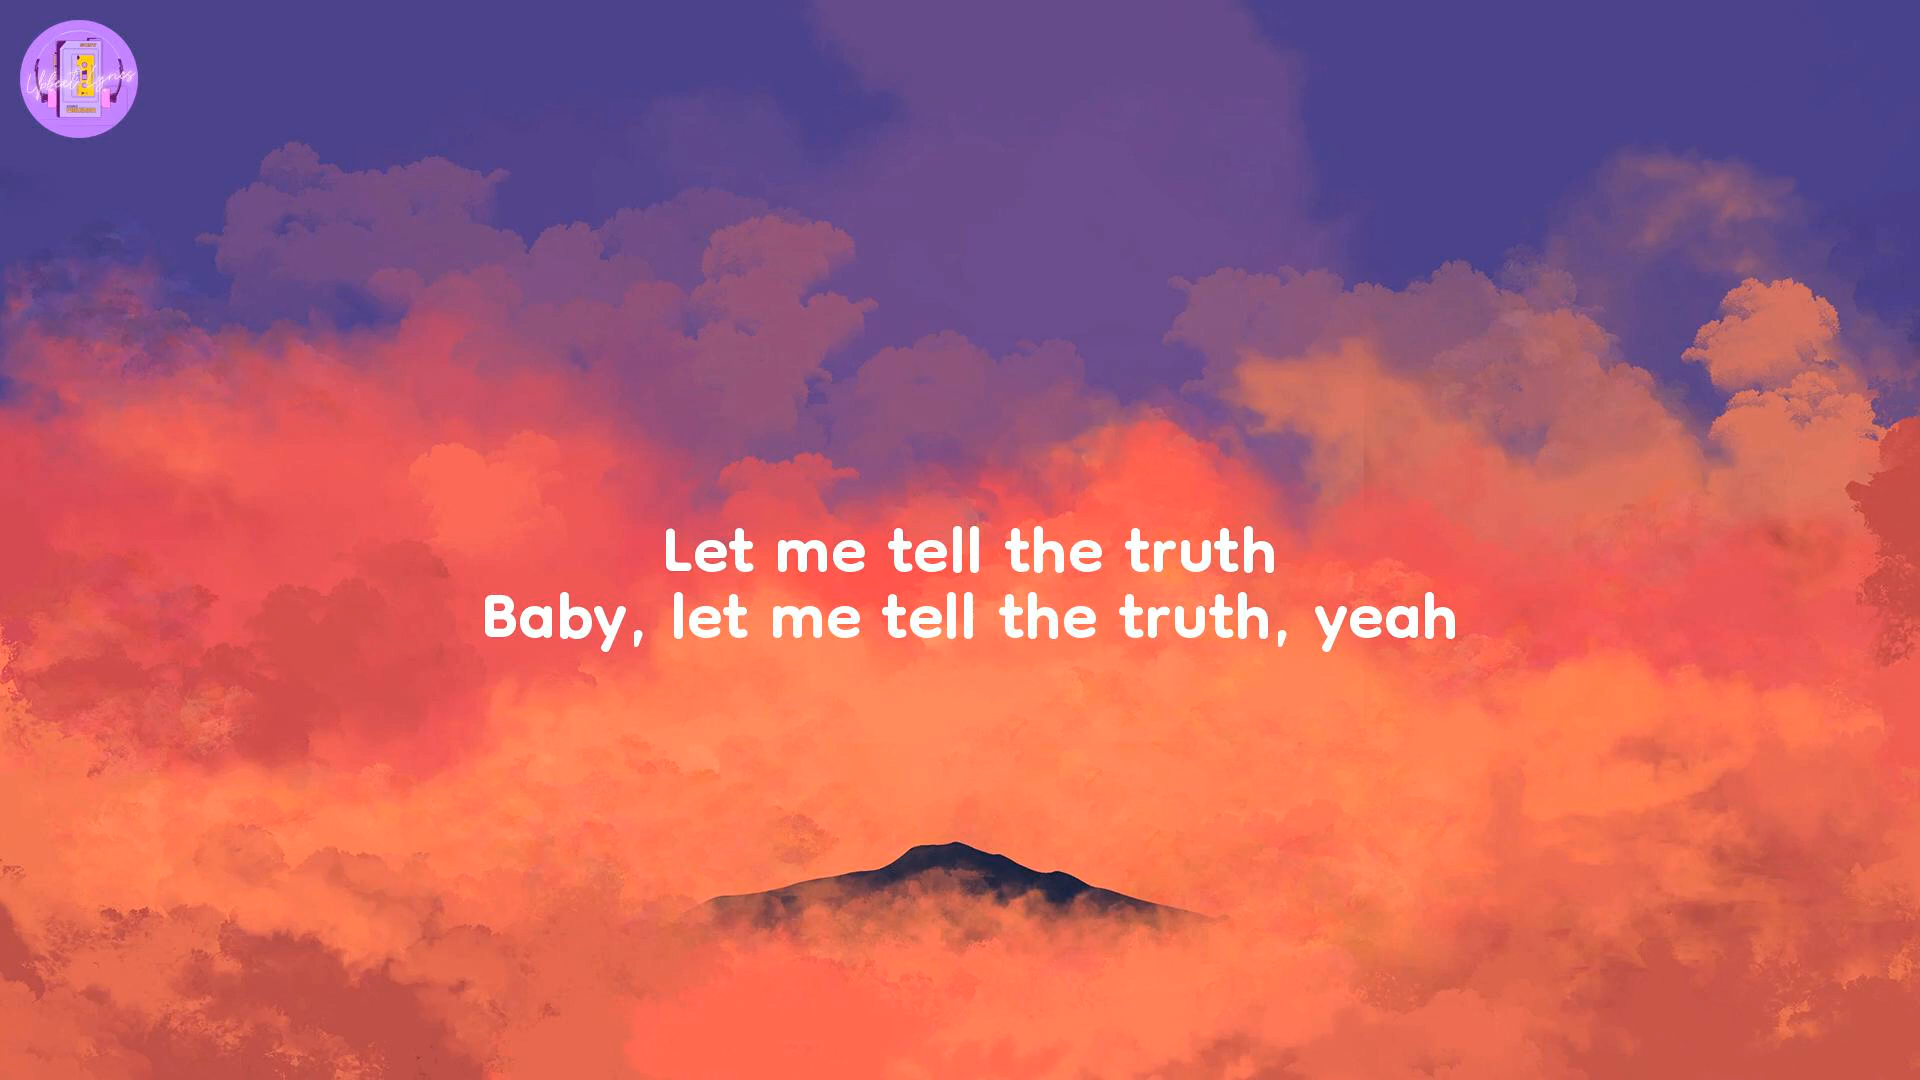 Let me tell the truth
Baby, let me tell the truth, yeah